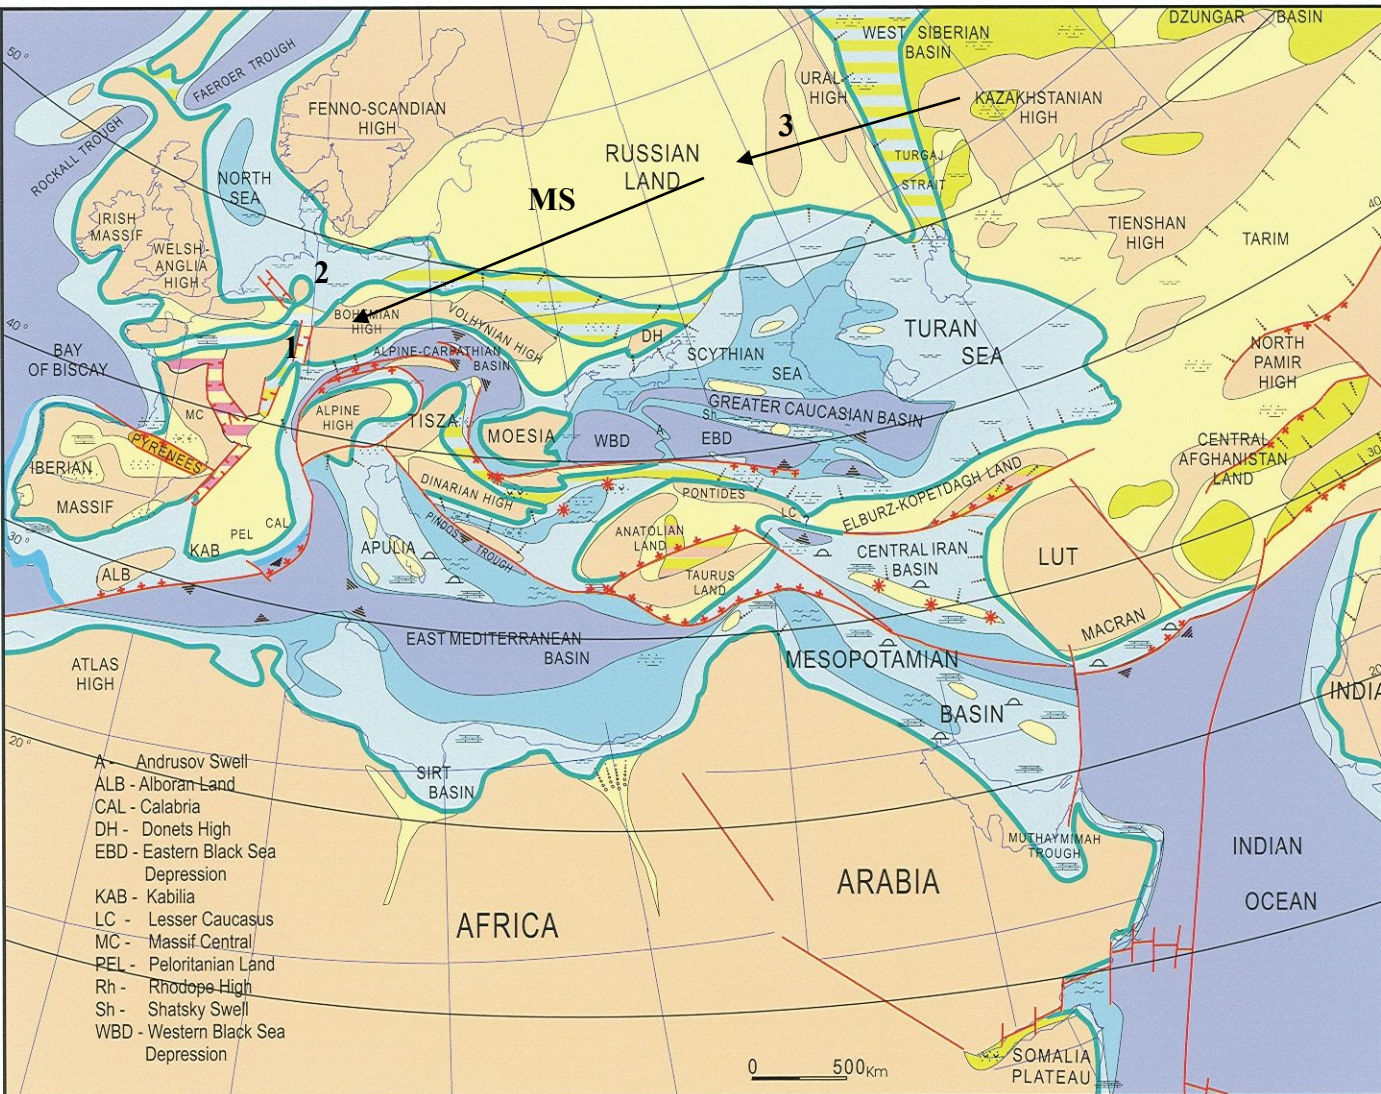 DZUNGAR BASIN
WEST SIBERIAN
BASIN
50°
FAEROER TROUGH
URAL
HIGH
KAZAKHSTANIAN
HIGH
FENNO-SCANDIAN
HIGH
3
ROCKALL TROUGH
RUSSIAN
LAND
TURGAJ
STRAIT
NORTH
SEA
MS
IRISH
MASSIF
TIENSHAN
HIGH
TARIM
40
WELSH-
ANGLIA
HIGH
2
BOHEMIAN
HIGH
VOLHYNIAN HIGH
DH
TURAN
SEA
40°
BAY
OF BISCAY
1
ALPINE-CARPATHIAN
BASIN
SCYTHIAN
SEA
NORTH
PAMIR
HIGH
MC
ALPINE
HIGH
TISZA
GREATER CAUCASIAN BASIN
Sh
MOESIA
WBD
A
EBD
PYRENEES
IBERIAN
MASSIF
CENTRAL
AFGHANISTAN
LAND
30
DINARIAN HIGH
PONTIDES
ELBURZ-KOPETDAGH LAND
LC ?
PINDOS TROUGH
CAL
PEL
KAB
ALB
30°
APULIA
ANATOLIAN
LAND
TAURUS
LAND
CENTRAL IRAN
BASIN
LUT
MACRAN
EAST MEDITERRANEAN
BASIN
MESOPOTAMIAN
BASIN
ATLAS
HIGH
20
INDIA
20°
SIRT
BASIN
A - Andrusov Swell
ALB - Alboran Land
CAL - Calabria
DH - Donets High
EBD - Eastern Black Sea
Depression
KAB - Kabilia
LC - Lesser Caucasus
MC - Massif Central
PEL - Peloritanian Land
Rh - Rhodope High
Sh - Shatsky Swell
WBD - Western Black Sea
Depression
MUTHAYMIMAH
TROUGH
INDIAN
OCEAN
ARABIA
AFRICA
SOMALIA
PLATEAU
0 500 Km